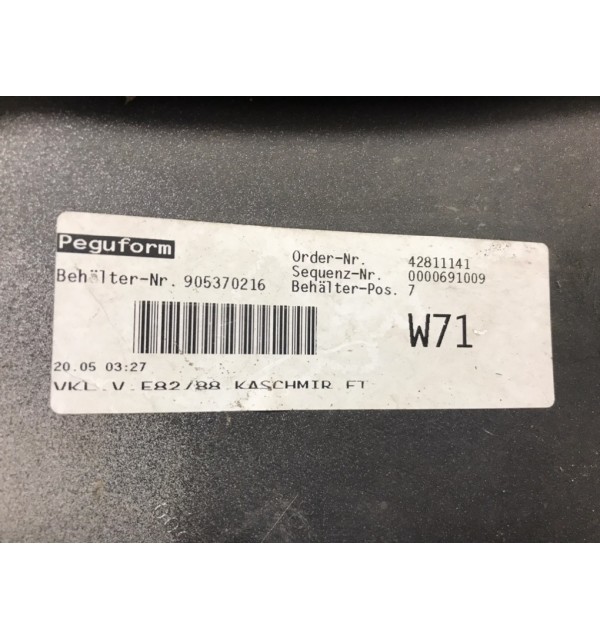 Peguform
Order-Nr. 42811141
Behälter-Nr. 905370216
Sequenz-Nr. 0000691009
Behälter-Pos. 7
W71
20.05 03:27
VKL.V.E82/88.KASCHMIR ET